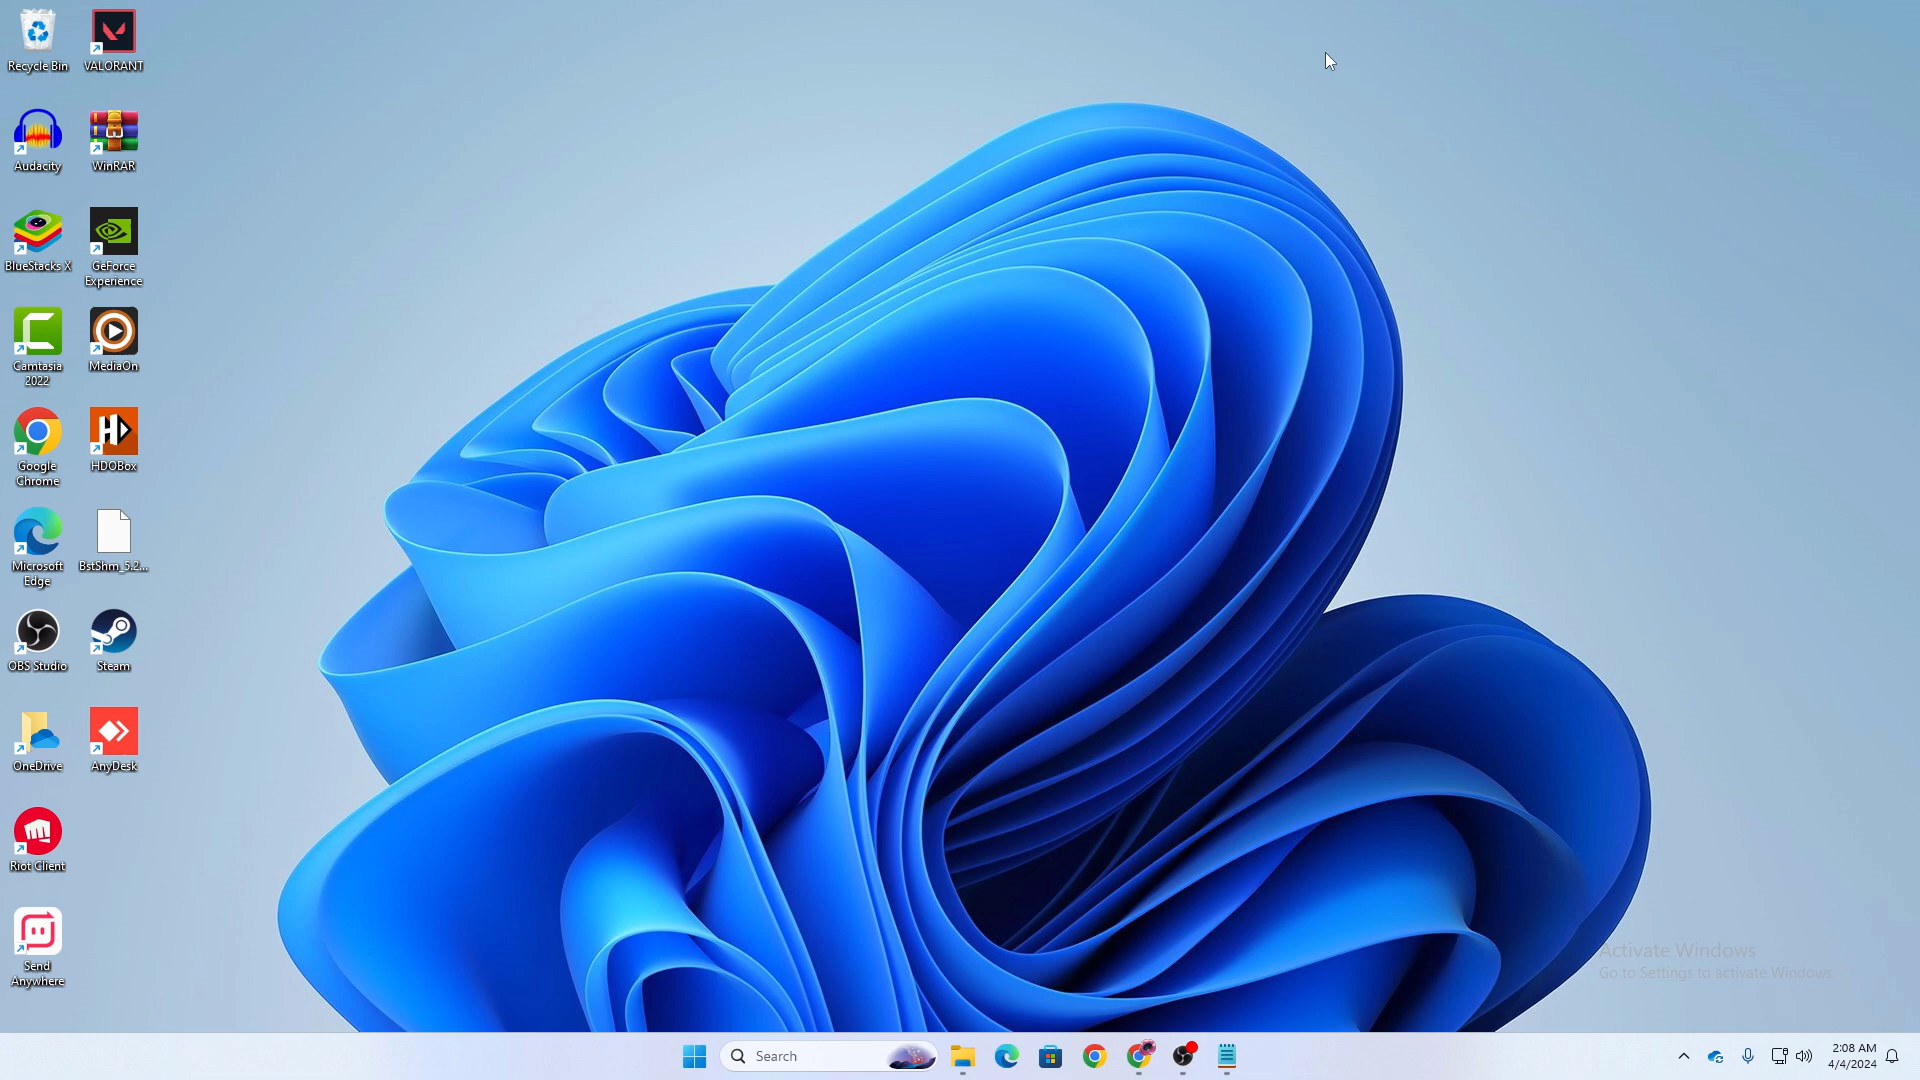 Recycle Bin
VALORANT
Audacity
WinRAR
BlueStacks X
GeForce
Experience
Camtasia
2022
MediaOn
Google
Chrome
HDOBox
Microsoft
Edge
BstShm_5.2...
OBS Studio
Steam
OneDrive
AnyDesk
Riot Client
Send
Anywhere
Activate Windows
Go to Settings to activate Windows.
Search
2:08 AM
4/4/2024